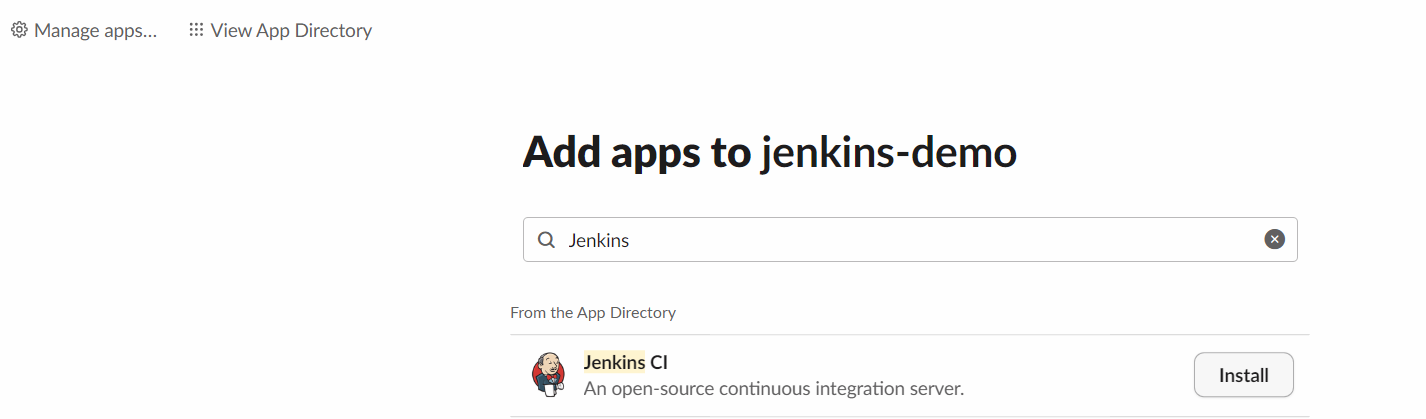 Manage apps... View App Directory
Add apps to jenkins-demo
Jenkins
From the App Directory
Jenkins CI
An open-source continuous integration server.
Install